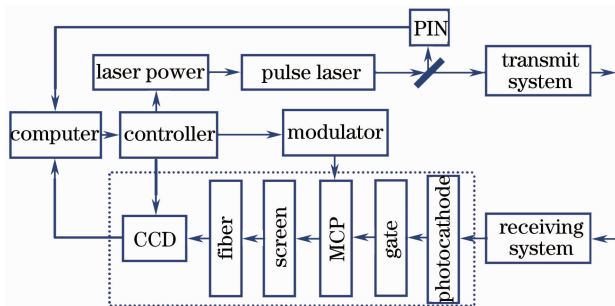 PIN
laser power
pulse laser
transmit
system
computer
controller
modulator
CCD
fiber
screen
MCP
gate
photocathode
receiving
system